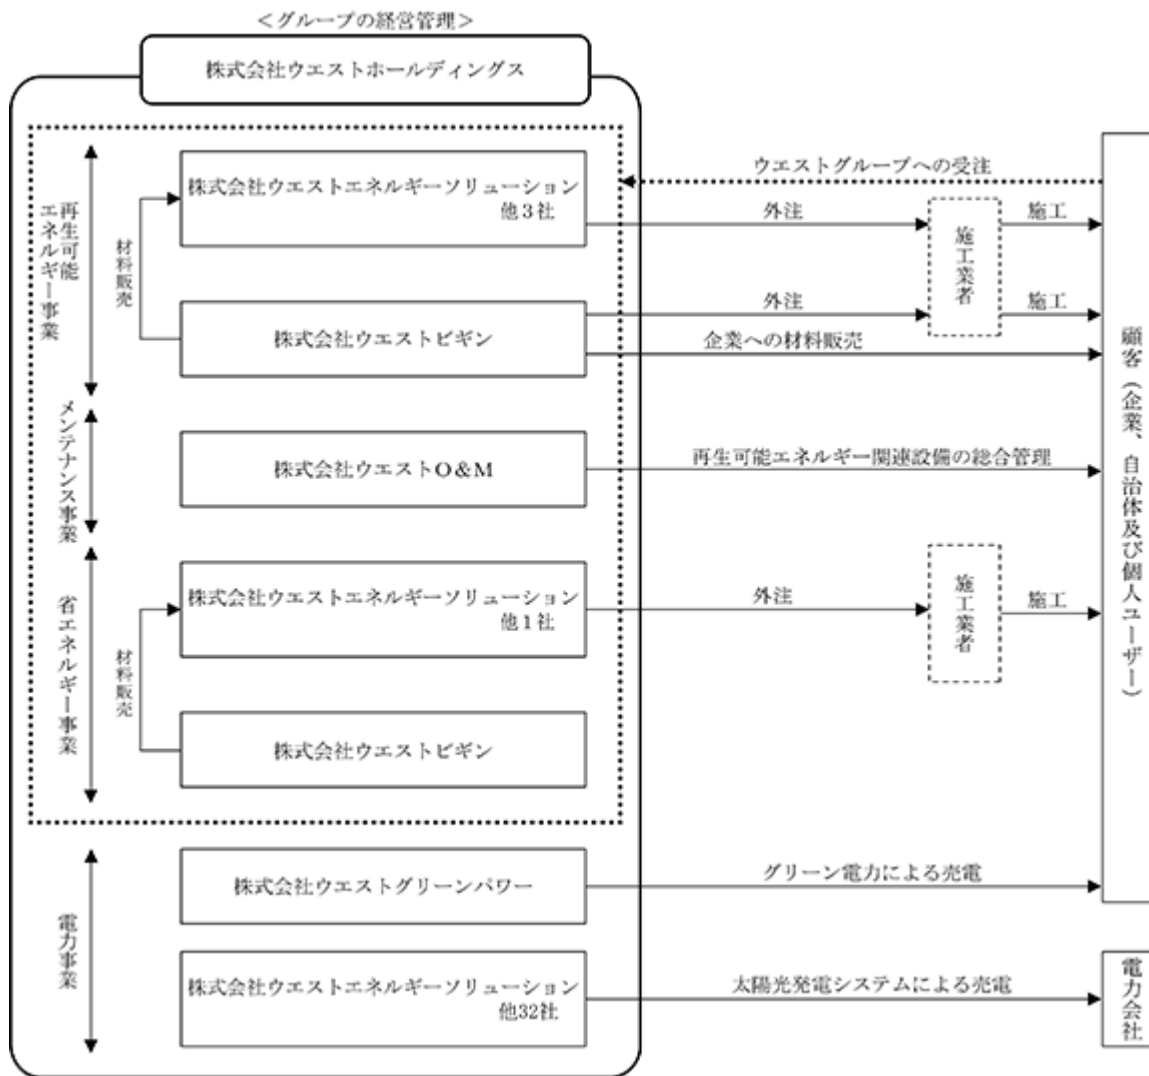 ＜グループの経営管理＞
株式会社ウエストホールディングス
再生可能
エネルギー事業
材料販売
株式会社ウエストエネルギーソリューション
他３社
株式会社ウエストビギン
ウエストグループへの受注
外注
施工業者
施工
外注
施工
企業への材料販売
メンテナンス事業
株式会社ウエストO＆M
再生可能エネルギー関連設備の総合管理
省エネルギー事業
材料販売
株式会社ウエストエネルギーソリューション
他１社
外注
施工業者
施工
株式会社ウエストビギン
電力事業
株式会社ウエストグリーンパワー
グリーン電力による売電
株式会社ウエストエネルギーソリューション
他32社
太陽光発電システムによる売電
顧客（企業、自治体及び個人ユーザー）
電力会社